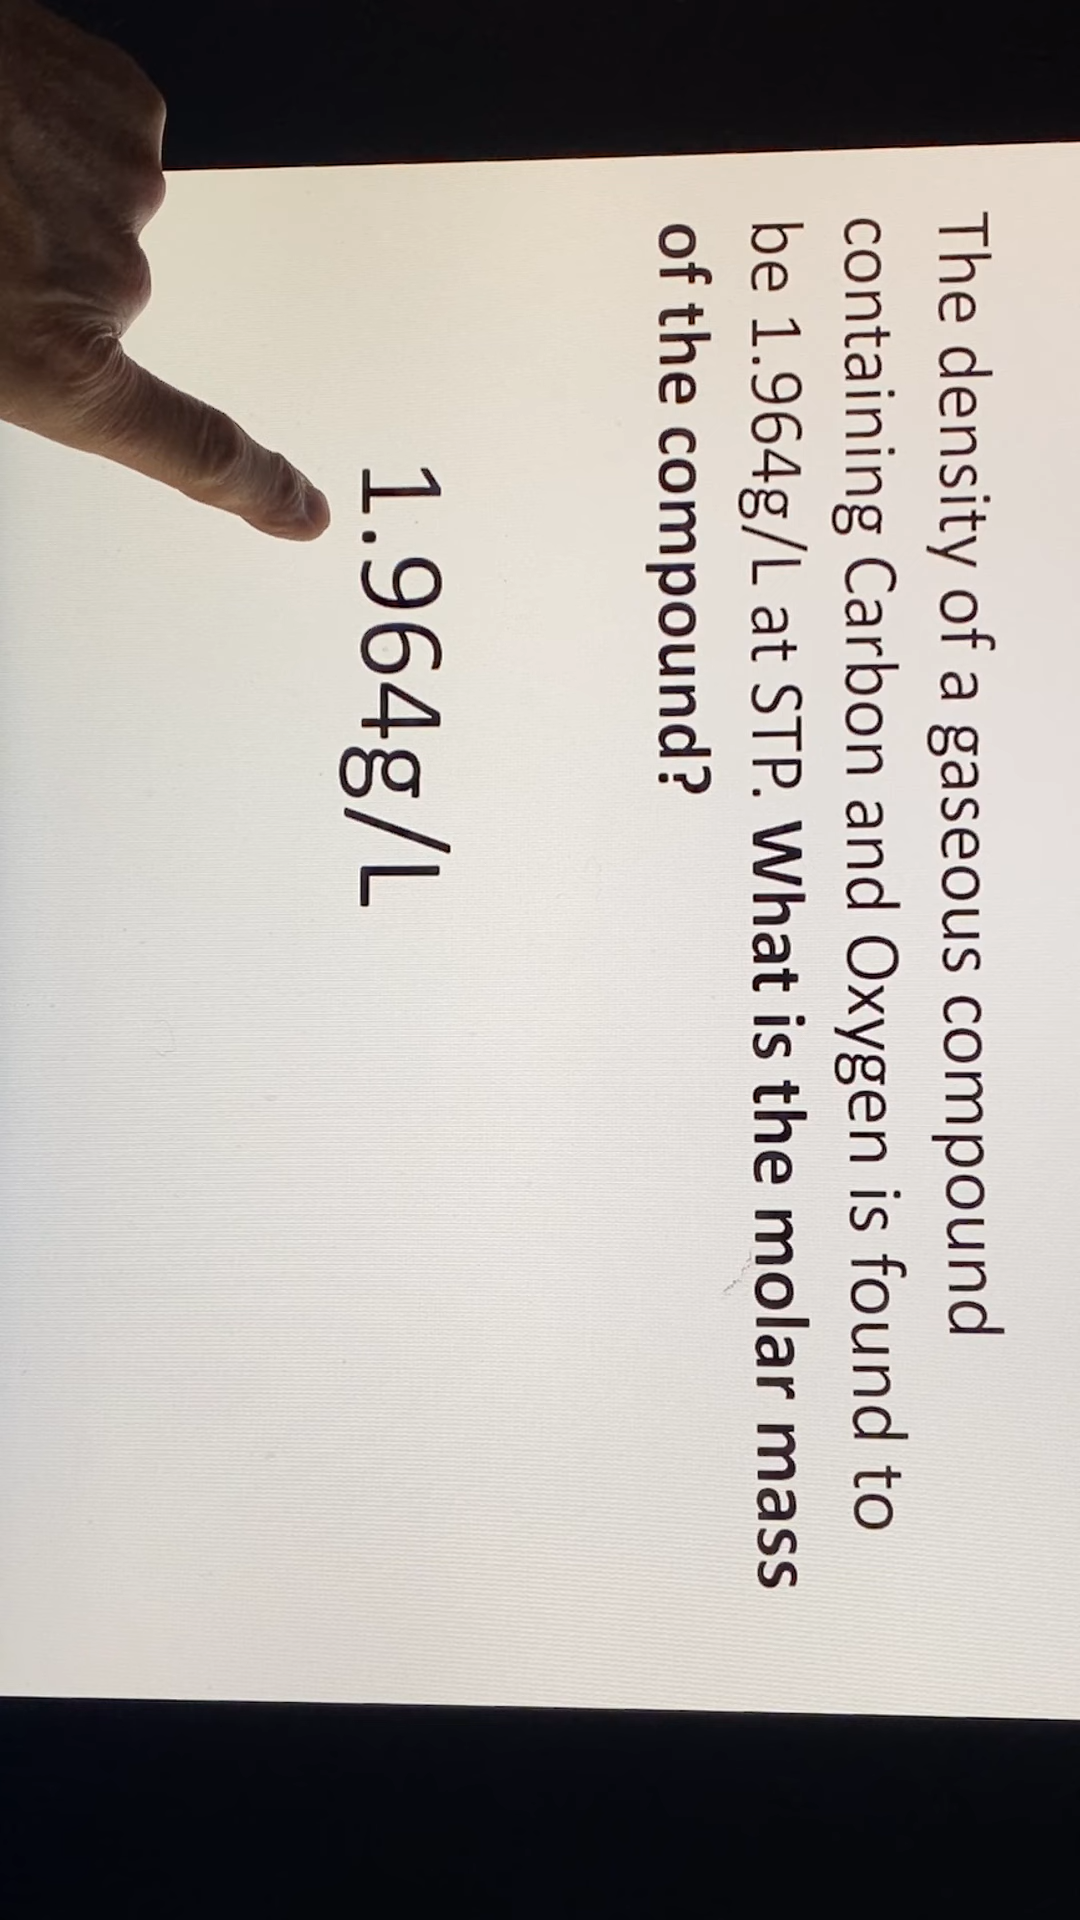 The density of a gaseous compound
containing Carbon and Oxygen is found to
be 1.964g/L at STP. What is the molar mass
of the compound?
1.964g/L